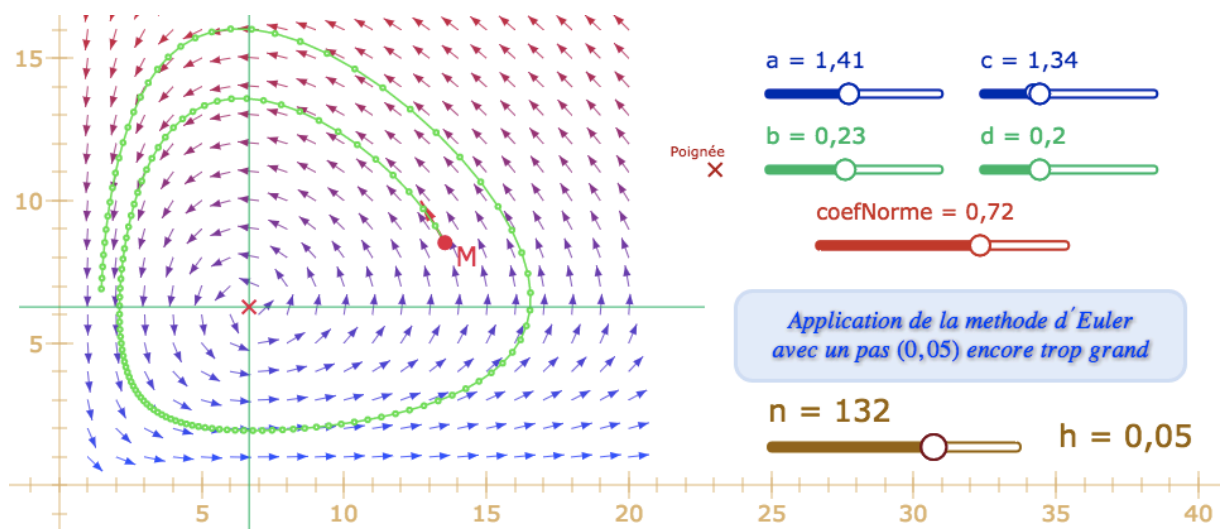 15
10
5
5
10
15
20
25
30
35
40
M
a = 1,41
c = 1,34
b = 0,23
d = 0,2
Poignée
coefNorme = 0,72
Application de la methode d'Euler
avec un pas (0,05) encore trop grand
n = 132
h = 0,05